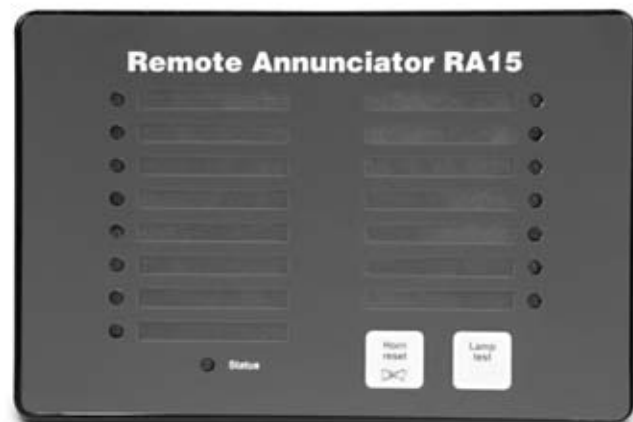 Remote Annunciator RA15
Status
Horn
reset
Lamp
test